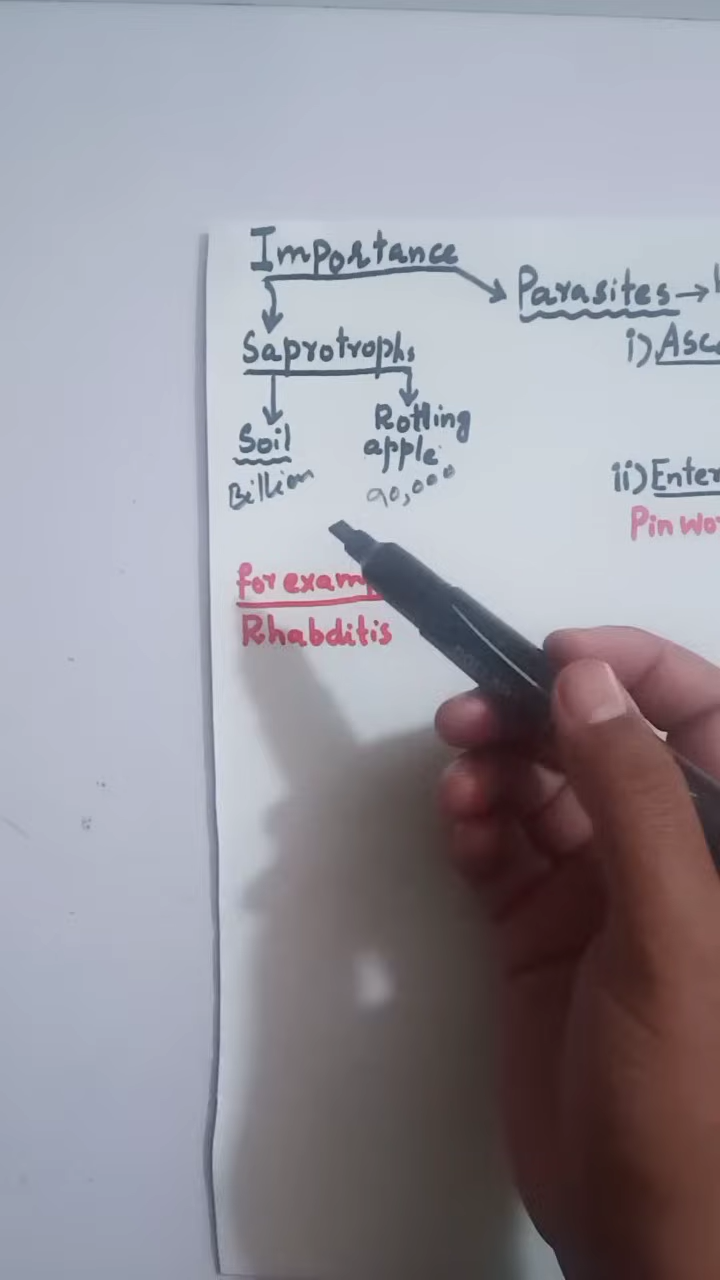 Importance
Parasites →
i) Asc
Saprotrophs
Soil
Billion
Rotting
apple
90,000
ii) Enter
Pin wo
for examp
Rhabditis